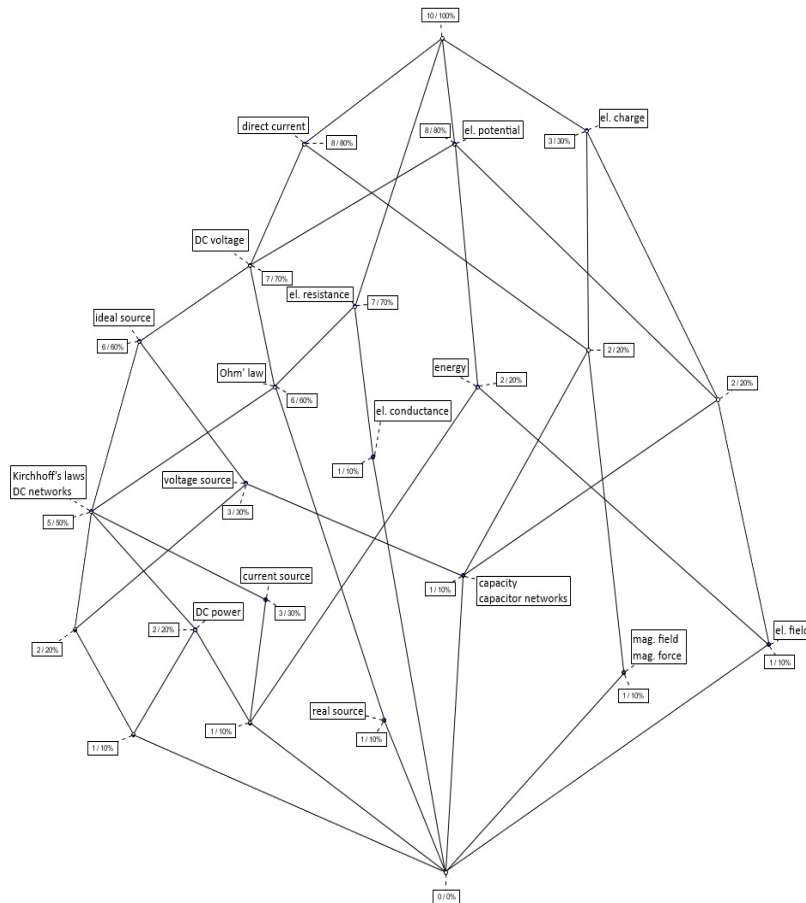 10 / 100%
el. charge
direct current
8 / 80%
el. potential
8 / 80%
3 / 30%
DC voltage
7 / 70%
el. resistance
7 / 70%
ideal source
6 / 60%
2 / 20%
Ohm' law
energy
2 / 20%
2 / 20%
6 / 60%
el. conductance
1 / 10%
Kirchhoff's laws
DC networks
voltage source
5 / 50%
3 / 30%
current source
capacity
capacitor networks
1 / 10%
DC power
3 / 30%
2 / 20%
2 / 20%
el. field
mag. field
mag. force
1 / 10%
1 / 10%
real source
1 / 10%
1 / 10%
1 / 10%
0 / 0%